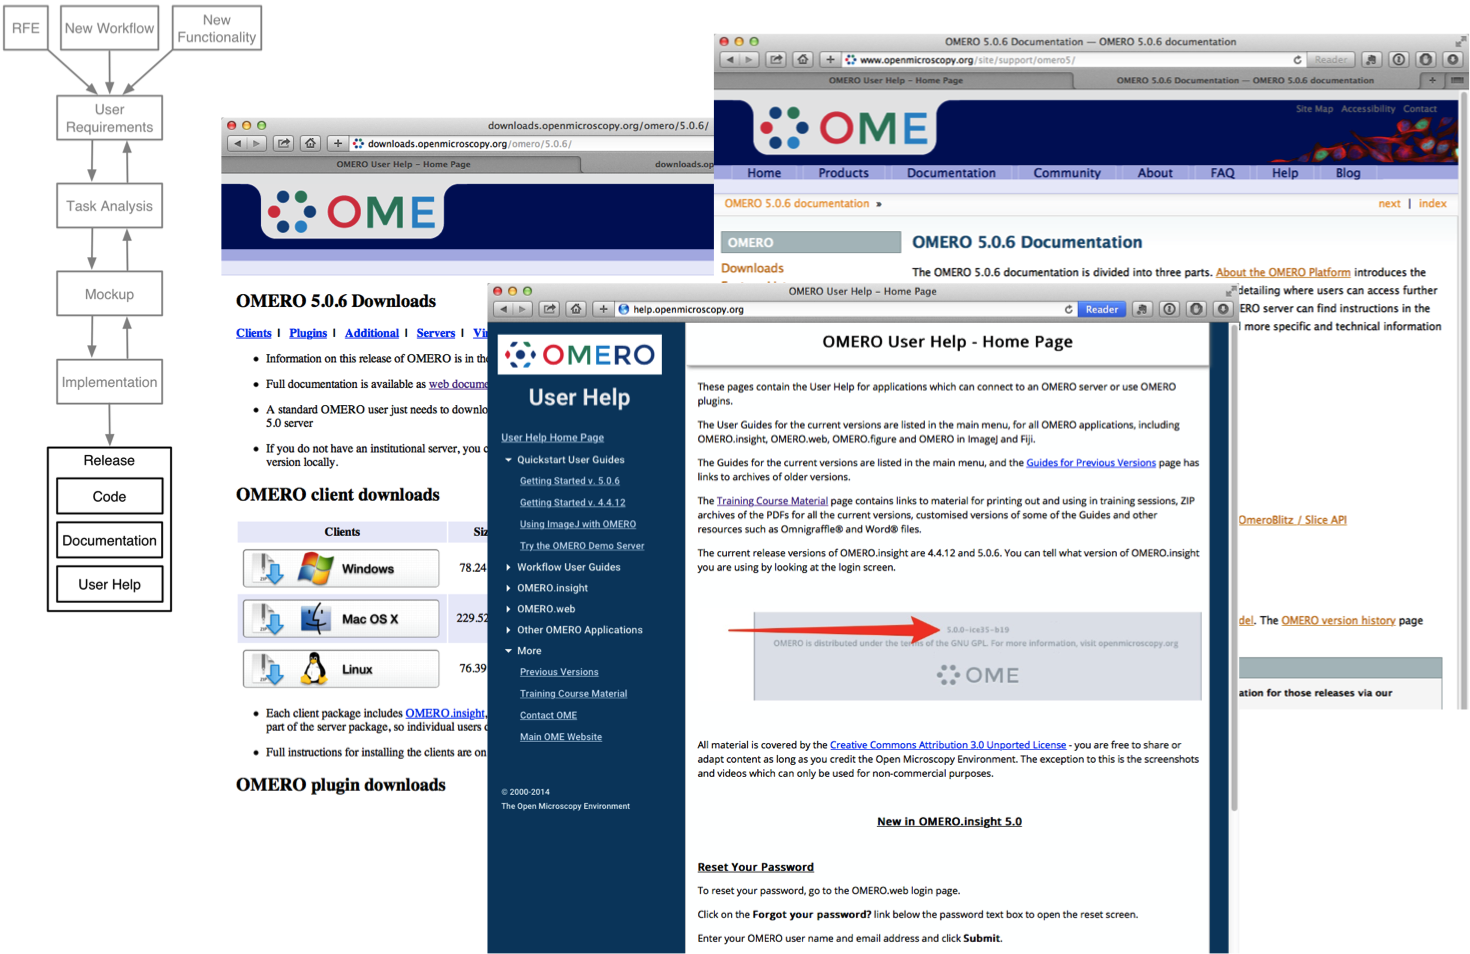 RFE
New Workflow
New
Functionality
User
Requirements
Task Analysis
Mockup
Implementation
Release
Code
Documentation
User Help
downloads.openmicroscopy.org/omero/5.0.6/
downloads.openmicroscopy.org/omero/5.0.6/
OMERO User Help – Home Page
downloads.op
OME
OMERO 5.0.6 Downloads
Clients | Plugins | Additional | Servers | Vi
Information on this release of OMERO is in the
Full documentation is available as web docume
A standard OMERO user just needs to downlo
5.0 server
If you do not have an institutional server, you c
version locally.
OMERO client downloads
Clients
Siz
Windows
78.24
Mac OS X
229.52
Linux
76.39
Each client package includes OMERO.insight,
part of the server package, so individual users
Full instructions for installing the clients are on
OMERO plugin downloads
OMERO 5.0.6 Documentation — OMERO 5.0.6 documentation
www.openmicroscopy.org/site/support/omero5/
Reader
OMERO User Help – Home Page
OMERO 5.0.6 Documentation — OMERO 5.0.6 documentation
Site Map Accessibility Contact
OME
Home Products Documentation Community About FAQ Help Blog
OMERO 5.0.6 documentation »
next | index
OMERO
Downloads
OMERO 5.0.6 Documentation
The OMERO 5.0.6 documentation is divided into three parts. About the OMERO Platform introduces the
detailing where users can access further
ERO server can find instructions in the
more specific and technical information
OmeroBlitz / Slice API
del. The OMERO version history page
ation for those releases via our
OMERO User Help – Home Page
help.openmicroscopy.org
Reader
OMERO
User Help
User Help Home Page
Quickstart User Guides
Getting Started v. 5.0.6
Getting Started v. 4.4.12
Using ImageJ with OMERO
Try the OMERO Demo Server
Workflow User Guides
OMERO.insight
OMERO.web
Other OMERO Applications
More
Previous Versions
Training Course Material
Contact OME
Main OME Website
© 2000-2014
The Open Microscopy Environment
OMERO User Help - Home Page
These pages contain the User Help for applications which can connect to an OMERO server or use OMERO
plugins.
The User Guides for the current versions are listed in the main menu, for all OMERO applications, including
OMERO.insight, OMERO.web, OMERO.figure and OMERO in ImageJ and Fiji.
The Guides for the current versions are listed in the main menu, and the Guides for Previous Versions page has
links to archives of older versions.
The Training Course Material page contains links to material for printing out and using in training sessions, ZIP
archives of the PDFs for all the current versions, customised versions of some of the Guides and other
resources such as Omnigraffle® and Word® files.
The current release versions of OMERO.insight are 4.4.12 and 5.0.6. You can tell what version of OMERO.insight
you are using by looking at the login screen.
5.0.0-ice35-b19
OMERO is distributed under the terms of the GNU GPL. For more information, visit openmicroscopy.org
OME
All material is covered by the Creative Commons Attribution 3.0 Unported License - you are free to share or
adapt content as long as you credit the Open Microscopy Environment. The exception to this is the screenshots
and videos which can only be used for non-commercial purposes.
New in OMERO.insight 5.0
Reset Your Password
To reset your password, go to the OMERO.web login page.
Click on the Forgot your password? link below the password text box to open the reset screen.
Enter your OMERO user name and email address and click Submit.